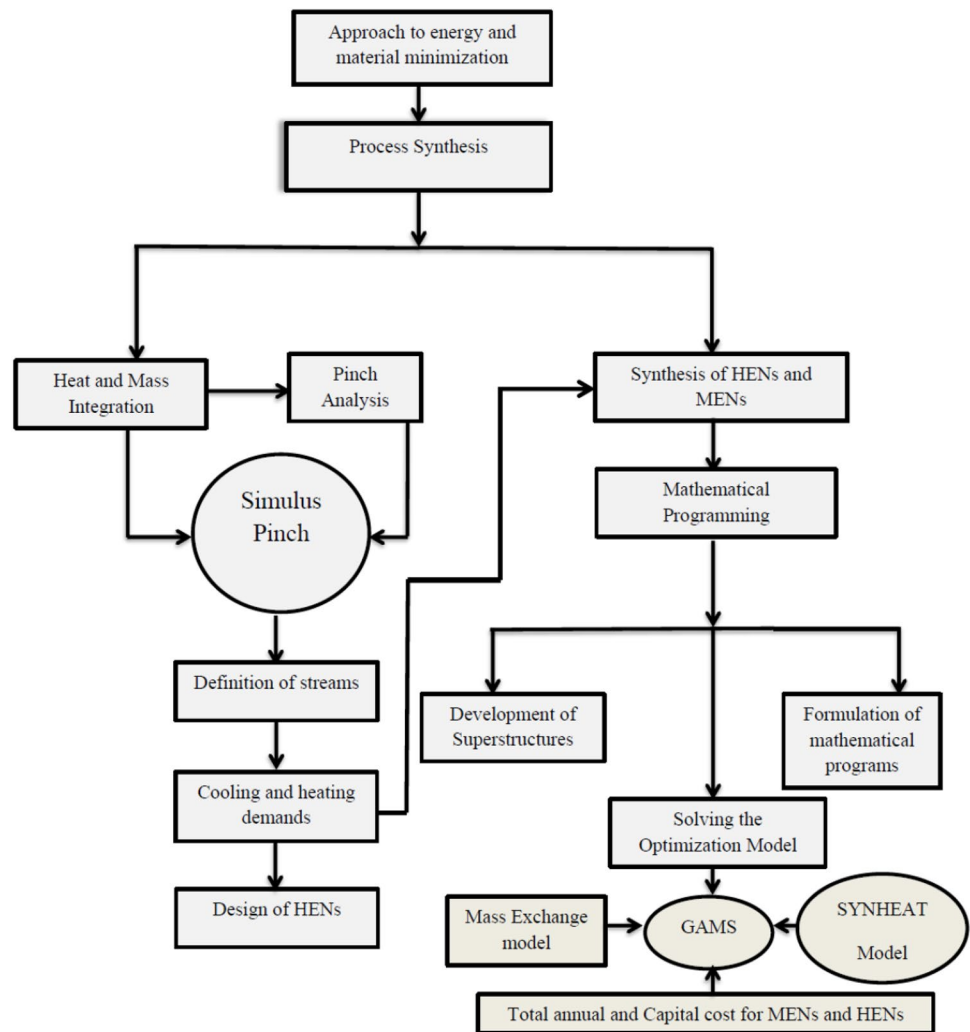 Approach to energy and
material minimization
Process Synthesis
Heat and Mass
Integration
Pinch
Analysis
Synthesis of HENs and
MENs
Simulus
Pinch
Mathematical
Programming
Definition of streams
Development of
Superstructures
Formulation of
mathematical
programs
Cooling and heating
demands
Solving the
Optimization Model
Design of HENs
Mass Exchange
model
GAMS
SYNHEAT
Model
Total annual and Capital cost for MENs and HENs